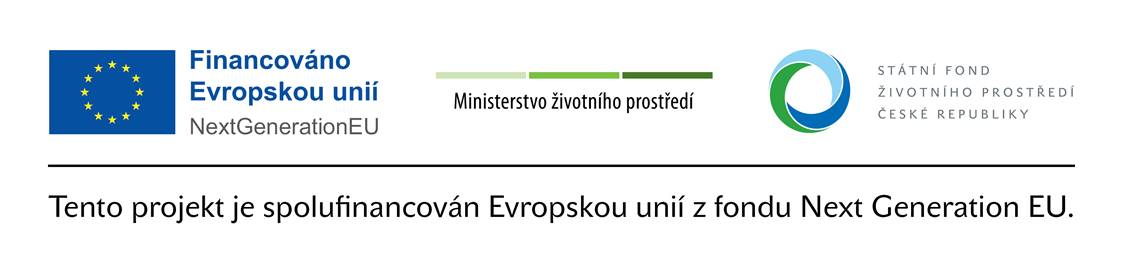 Financováno
Evropskou unií
NextGenerationEU
Ministerstvo životního prostředí
STÁTNÍ FOND
ŽIVOTNÍHO PROSTŘEDÍ
ČESKÉ REPUBLIKY
Tento projekt je spolufinancován Evropskou unií z fondu Next Generation EU.